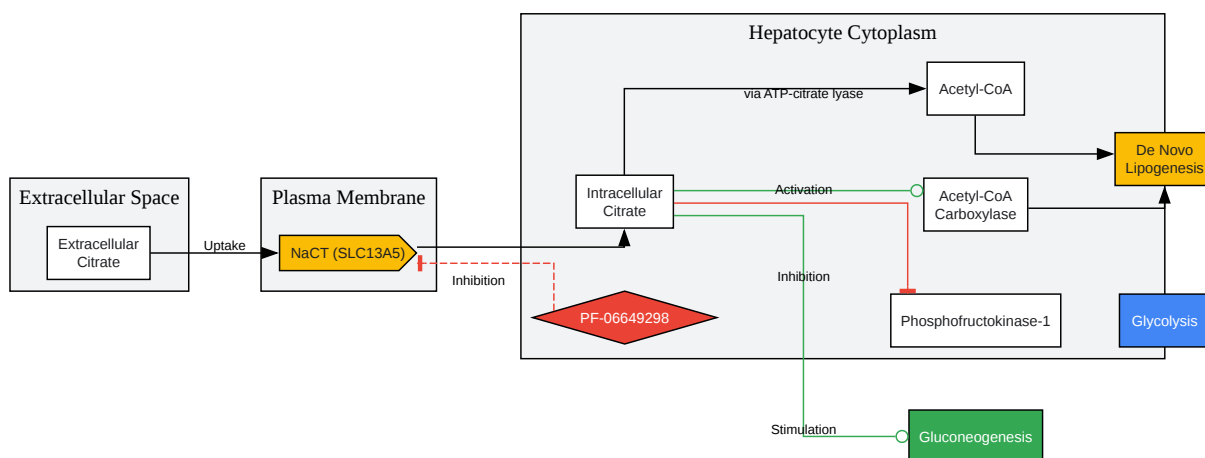 Hepatocyte Cytoplasm
Acetyl-CoA
via ATP-citrate lyase
De Novo
Lipogenesis
Extracellular Space
Plasma Membrane
Intracellular
Citrate
Activation
Acetyl-CoA
Carboxylase
Extracellular
Citrate
Uptake
NaCT (SLC13A5)
Inhibition
Inhibition
PF-06649298
Phosphofructokinase-1
Glycolysis
Stimulation
Gluconeogenesis